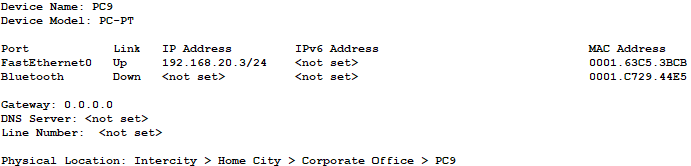 Device Name: PC9
Device Model: PC-PT
Port Link IP Address IPv6 Address MAC Address
FastEthernet0 Up 192.168.20.3/24 <not set> 0001.63C5.3BCB
Bluetooth Down <not set> <not set> 0001.C729.44E5
Gateway: 0.0.0.0
DNS Server: <not set>
Line Number: <not set>
Physical Location: Intercity > Home City > Corporate Office > PC9